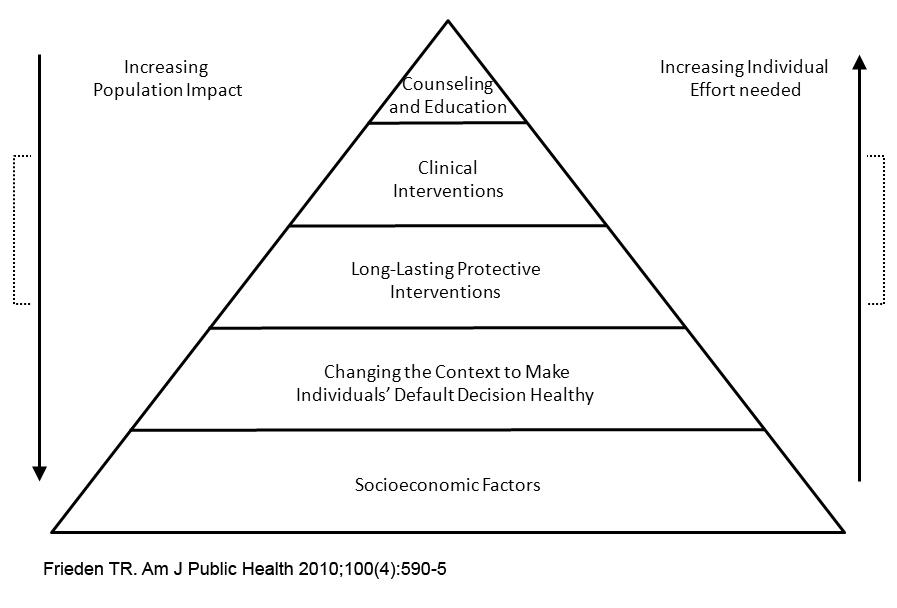 Increasing
Population Impact
Increasing Individual
Effort needed
Counseling
and Education
Clinical
Interventions
Long-Lasting Protective
Interventions
Changing the Context to Make
Individuals’ Default Decision Healthy
Socioeconomic Factors
Frieden TR. Am J Public Health 2010;100(4):590-5